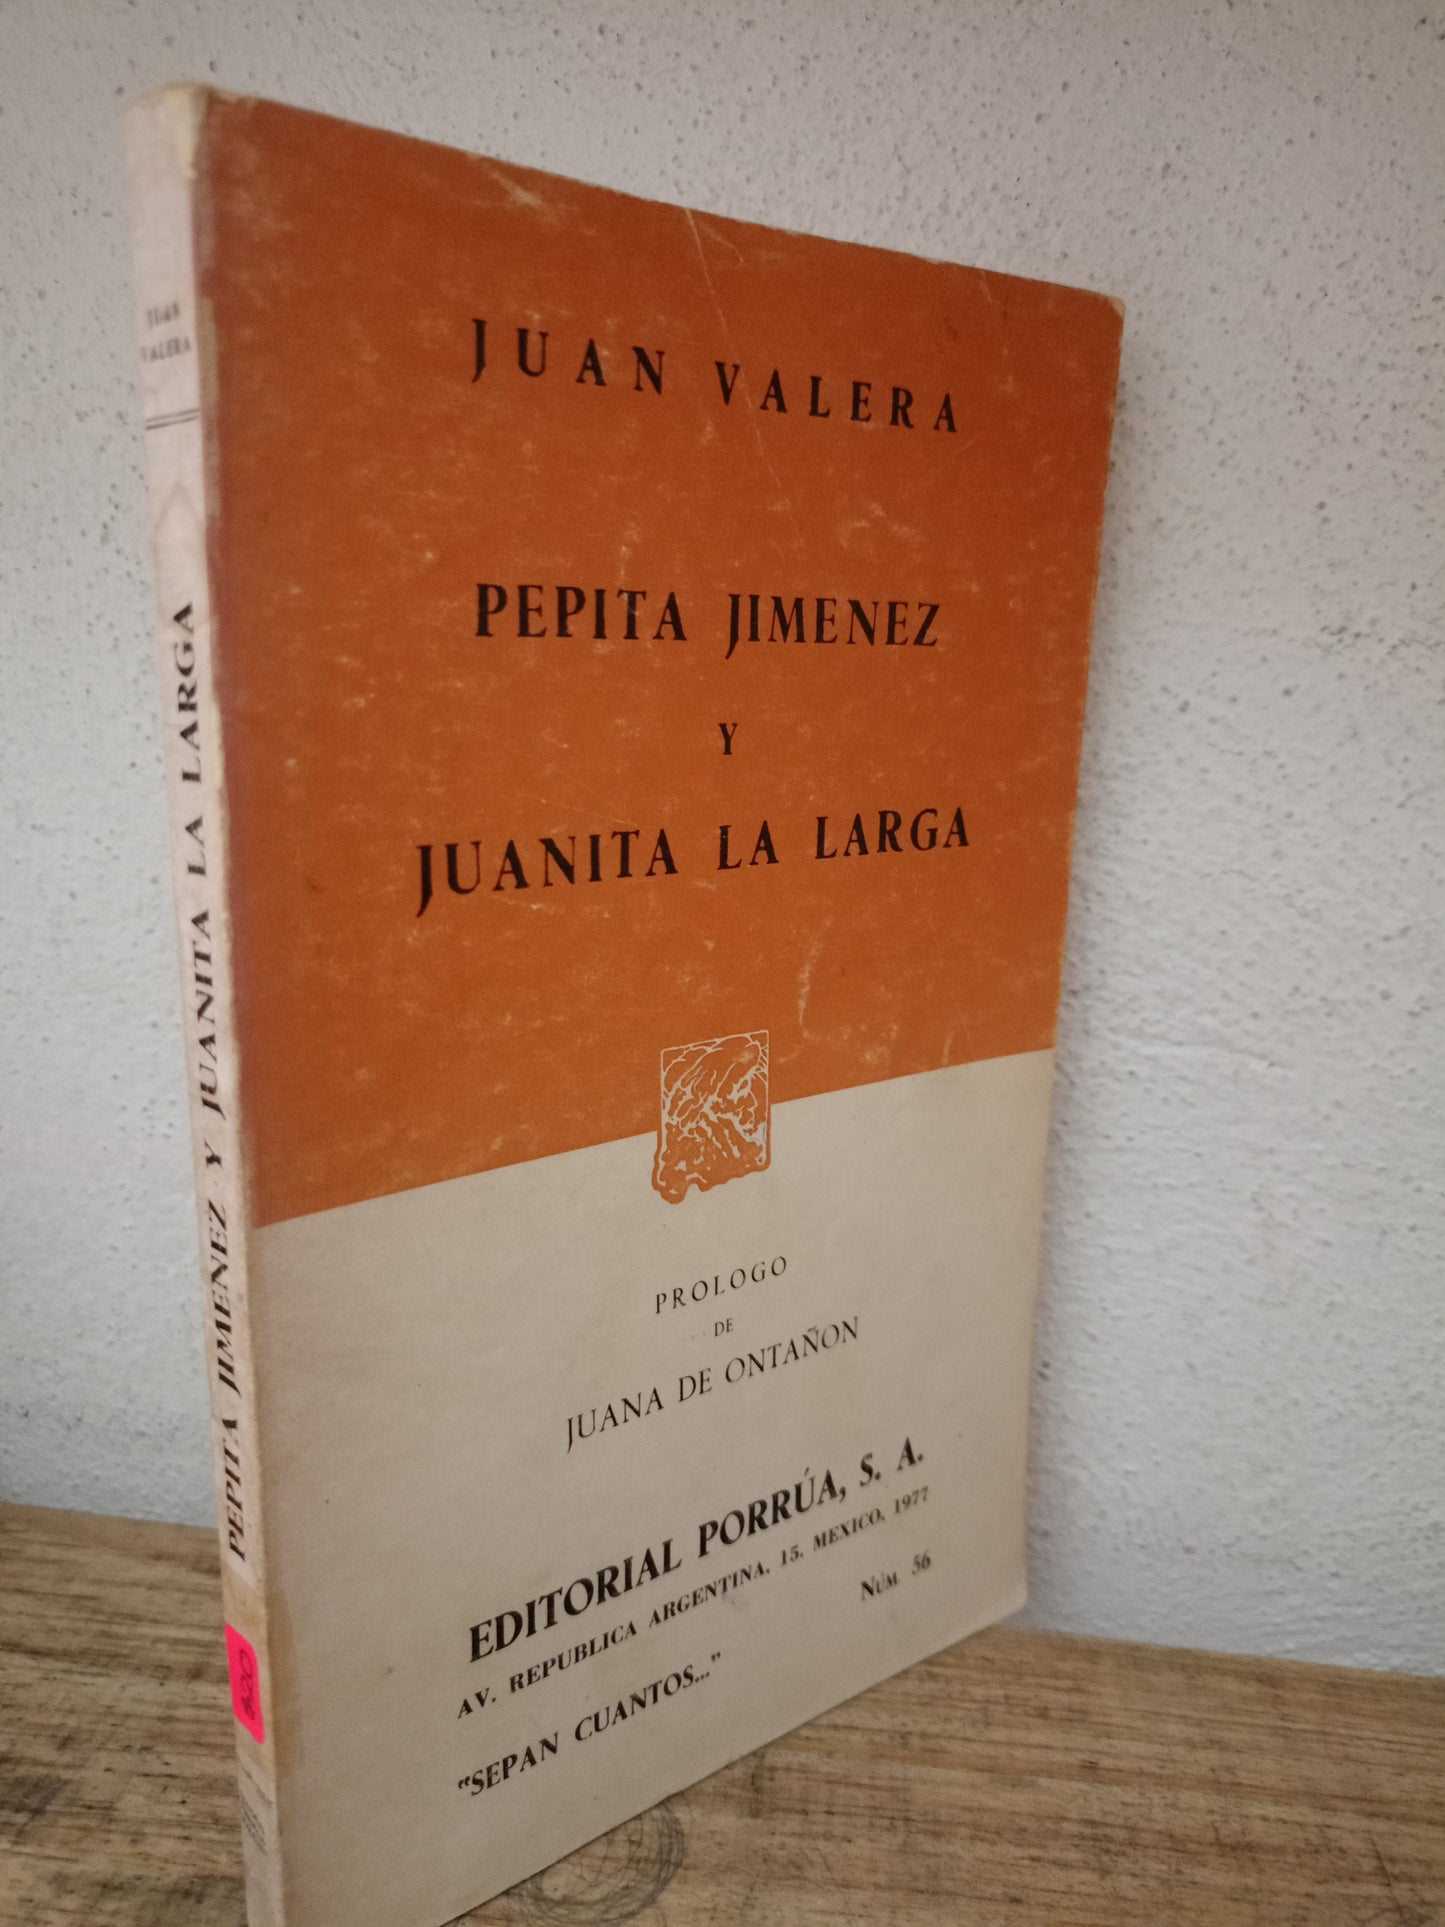 JUAN VALERA
PEPITA JIMENEZ
Y
JUANITA LA LARGA
PROLOGO
DE
JUANA DE ONTAÑON
EDITORIAL PORRÚA, S. A.
AV. REPUBLICA ARGENTINA, 15. MEXICO, 1977
"SEPAN CUANTOS..."
NÚM. 56
JUAN
VALERA
PEPITA JIMENEZ Y JUANITA LA LARGA